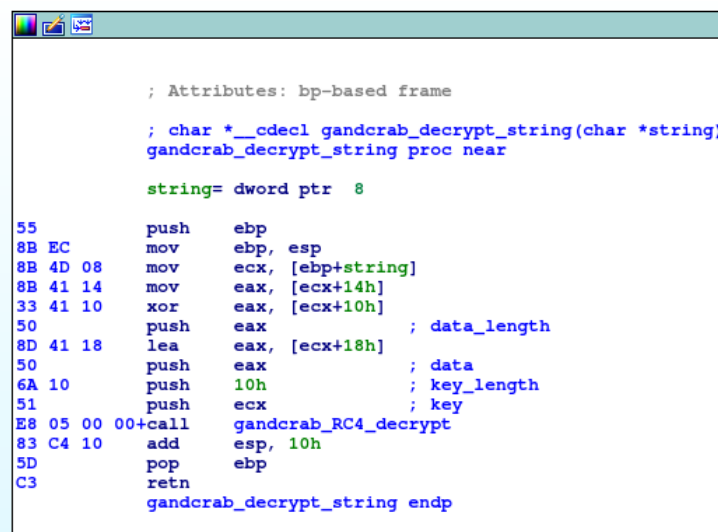 ; Attributes: bp-based frame
; char *__cdecl gandcrab_decrypt_string(char *string)
gandcrab_decrypt_string proc near
string= dword ptr  8
55 push ebp
8B EC mov ebp, esp
8B 4D 08 mov ecx, [ebp+string]
8B 41 14 mov eax, [ecx+14h]
33 41 10 xor eax, [ecx+10h]
50 push eax ; data_length
8D 41 18 lea eax, [ecx+18h]
50 push eax ; data
6A 10 push 10h ; key_length
51 push ecx ; key
E8 05 00 00+call gandcrab_RC4_decrypt
83 C4 10 add esp, 10h
5D pop ebp
C3 retn
gandcrab_decrypt_string endp